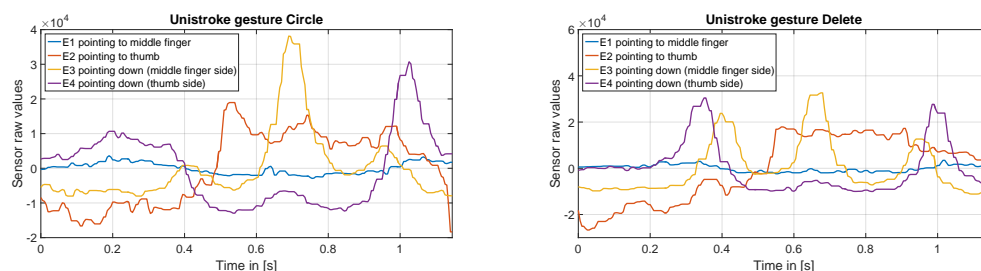 Unistroke gesture Circle
×10⁴
E1 pointing to middle finger
E2 pointing to thumb
E3 pointing down (middle finger side)
E4 pointing down (thumb side)
Sensor raw values
5
4
3
2
1
0
-1
-2
0
0.2
0.4
0.6
0.8
1
Time in [s]
Unistroke gesture Delete
×10⁴
E1 pointing to middle finger
E2 pointing to thumb
E3 pointing down (middle finger side)
E4 pointing down (thumb side)
Sensor raw values
6
4
2
0
-2
0
0.2
0.4
0.6
0.8
1
Time in [s]